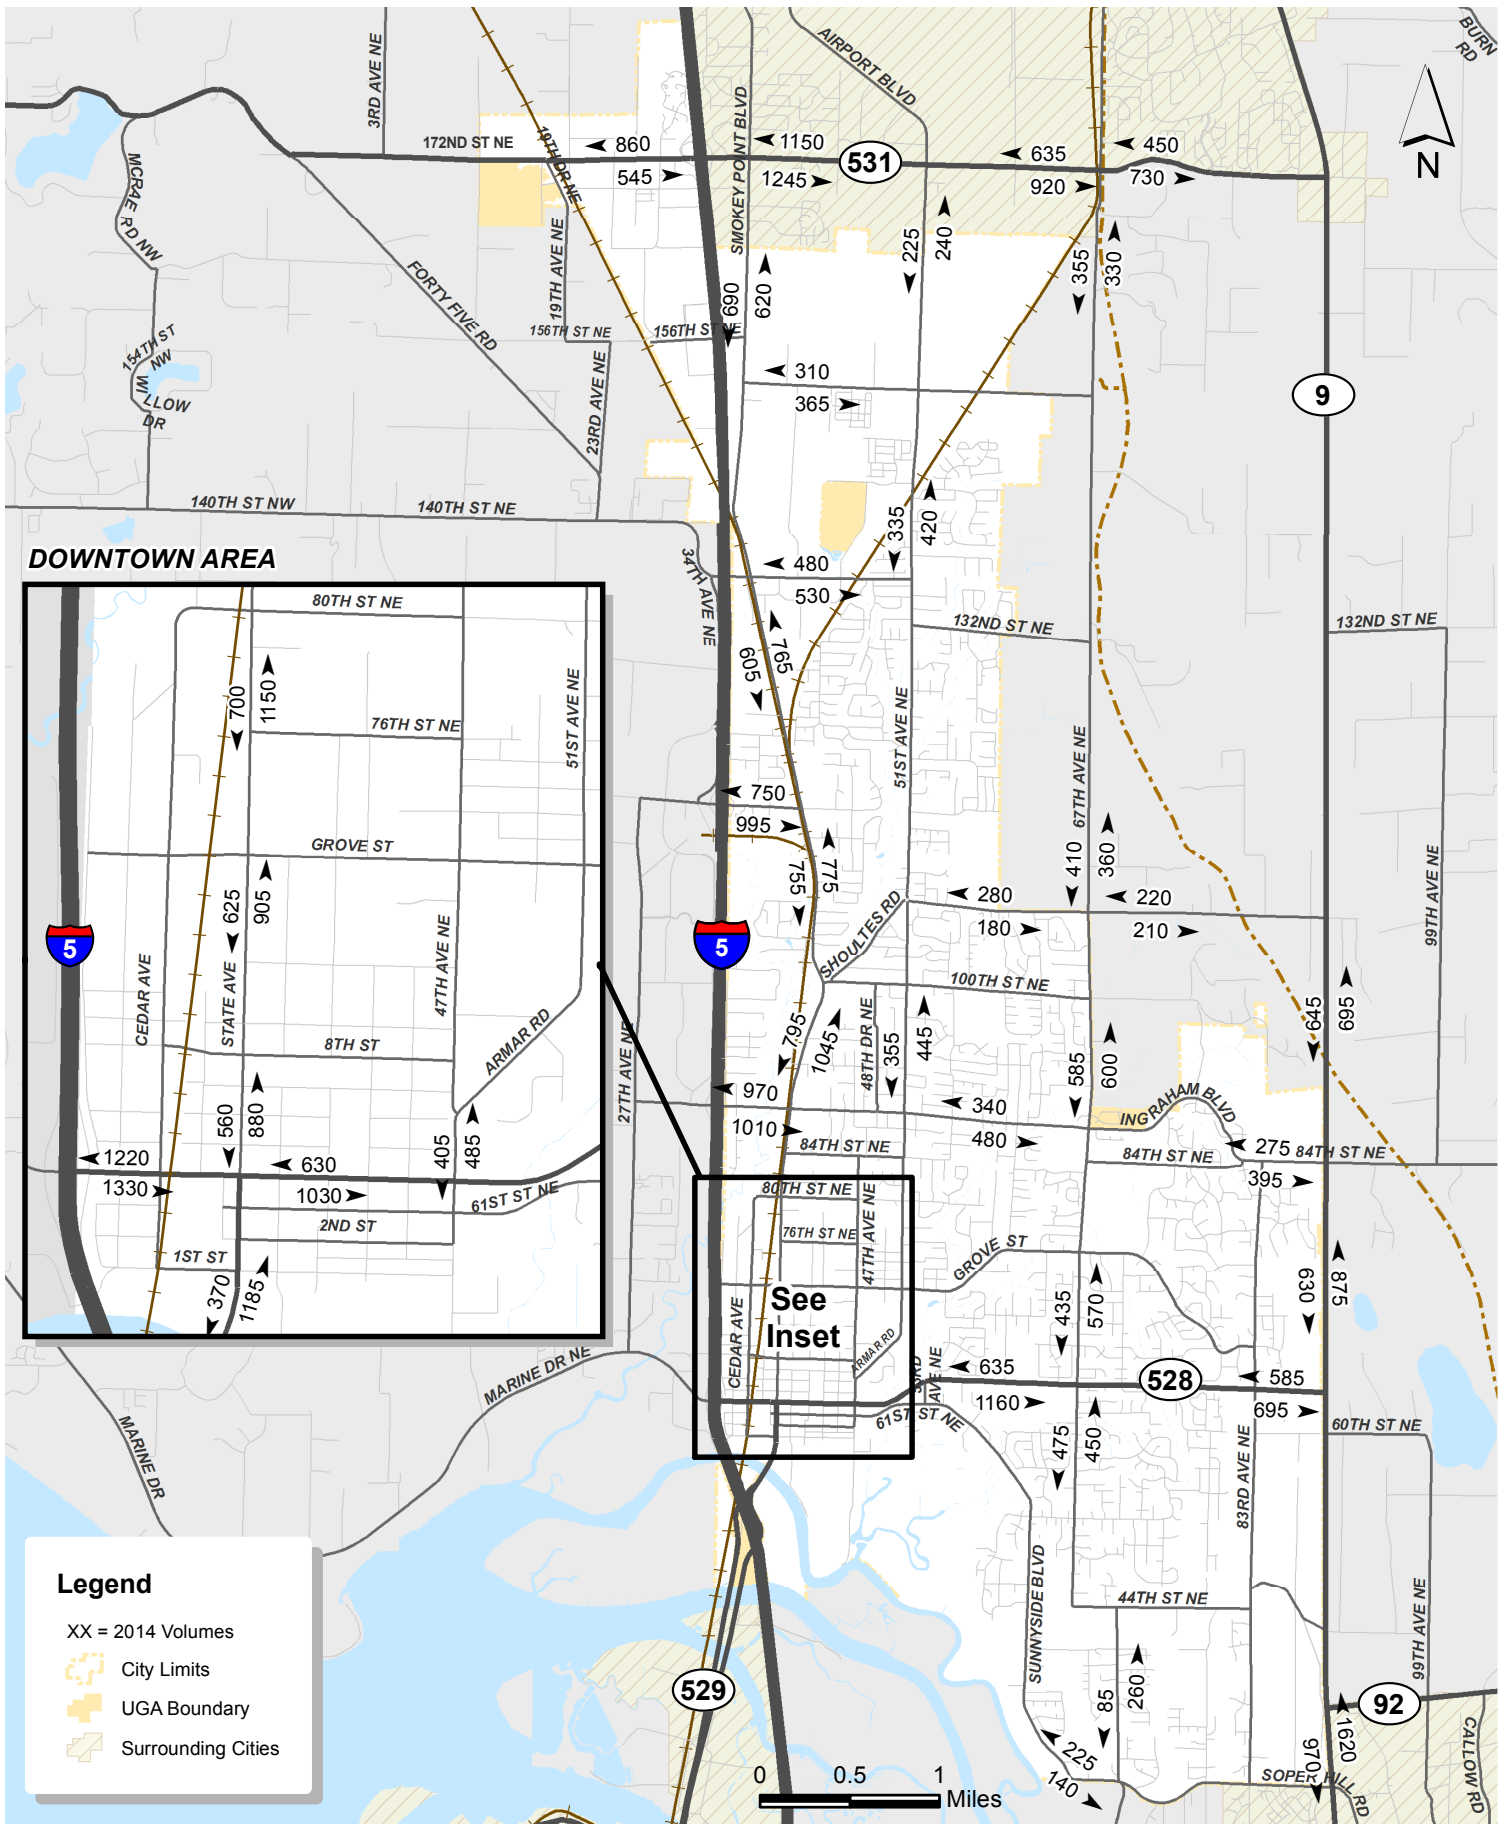 BURN
RD
AIRPORT BLVD
3RD AVE NE
SMOKEY POINT BLVD
N
172ND ST NE
19TH DR NE
860
545
1150
1245
531
635
920
450
730
MCRAE
RD NW
19TH AVE NE
FORTY FIVE RD
225
240
355
330
690
620
156TH ST NE
156TH ST NE
154TH ST
NW
WI
LLOW
DR
23RD AVE NE
310
365
9
140TH ST NW
140TH ST NE
335
420
34TH AVE NE
480
530
132ND ST NE
132ND ST NE
605
765
51ST AVE NE
67TH AVE NE
750
995
755
775
410
360
280
180
220
210
99TH AVE NE
5
SHOULTES RD
100TH ST NE
645
695
795
1045
48TH DR NE
355
445
585
600
27TH AVE NE
970
1010
340
480
INGRAHAM BLVD
84TH ST NE
84TH ST NE
275
84TH ST NE
395
80TH ST NE
76TH ST NE
47TH AVE NE
GROVE ST
CEDAR AVE
See
Inset
ARMAR RD
435
570
630
875
53RD
AVE NE
635
1160
528
585
695
61ST ST NE
60TH ST NE
475
450
83RD AVE NE
MARINE DR NE
MARINE DR
SUNNYSIDE BLVD
44TH ST NE
99TH AVE NE
85
260
225
140
529
92
970
1620
SOPER HILL
RD
CALLOW RD
DOWNTOWN AREA
80TH ST NE
700
1150
76TH ST NE
51ST AVE NE
GROVE ST
625
905
5
CEDAR AVE
STATE AVE
47TH AVE NE
8TH ST
ARMAR RD
560
880
405
485
1220
1330
630
1030
61ST ST NE
2ND ST
1ST ST
370
1185
Legend
XX = 2014 Volumes
City Limits
UGA Boundary
Surrounding Cities
0 0.5 1
Miles